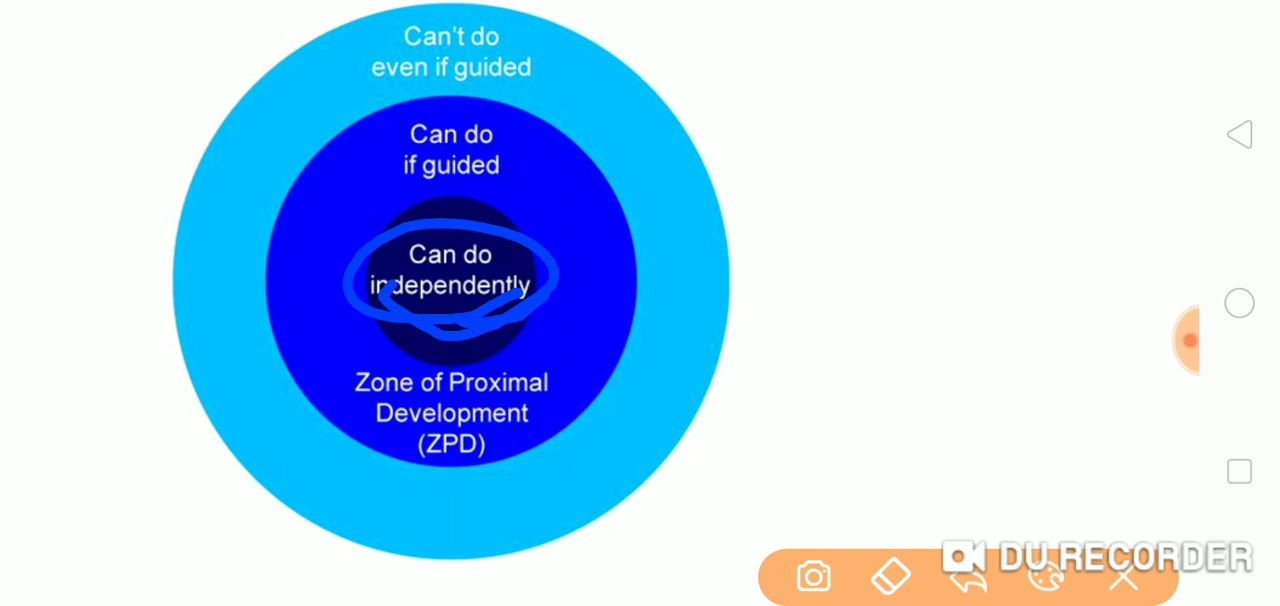 Can't do
even if guided
Can do
if guided
Can do
independently
Zone of Proximal
Development
(ZPD)
DU RECORDER